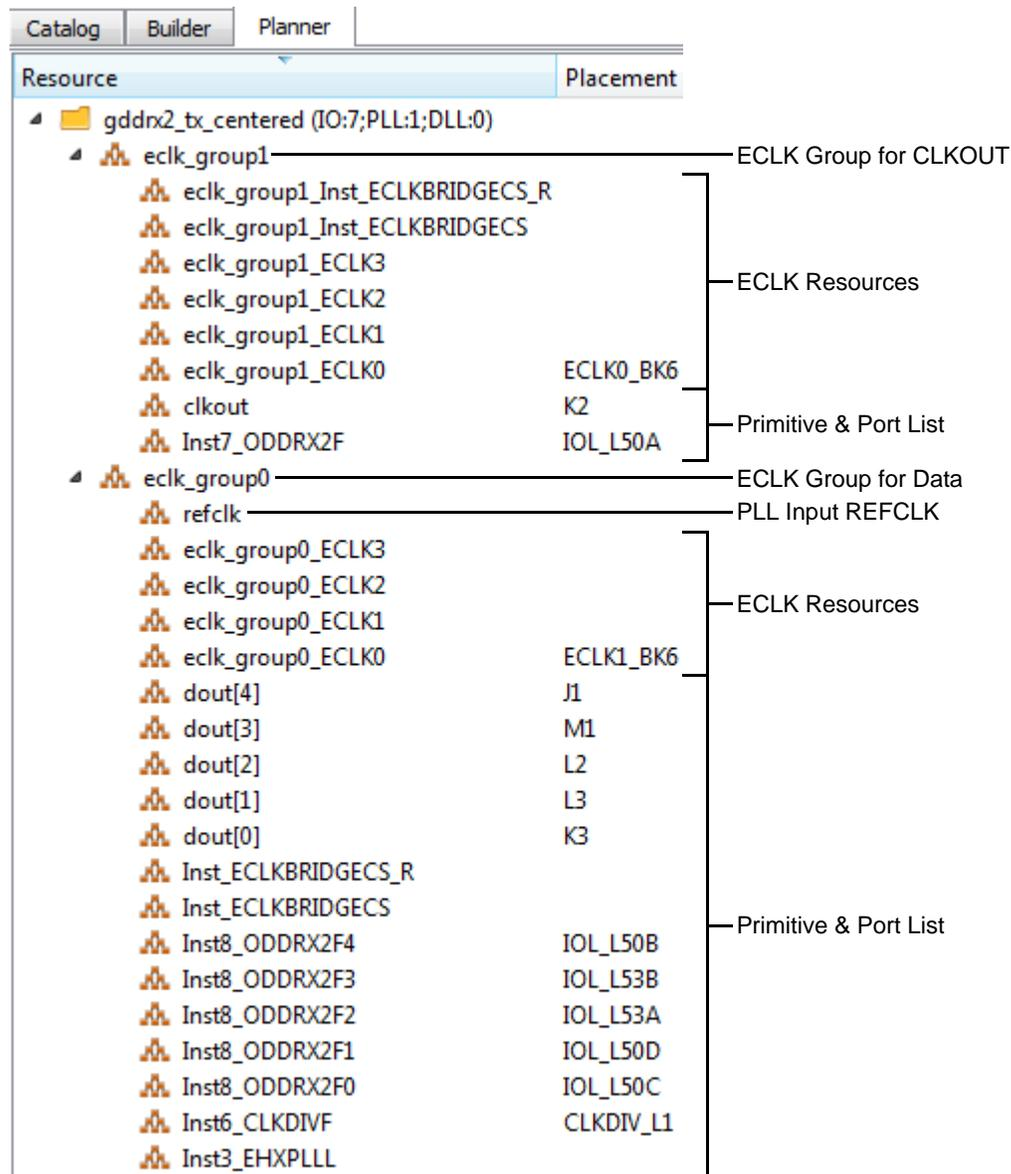 Catalog Builder Planner
Resource Placement
gddrx2_tx_centered (IO:7;PLL:1;DLL:0)
eclk_group1 ECLK Group for CLKOUT
eclk_group1_Inst_ECLKBRIDGECS_R
eclk_group1_Inst_ECLKBRIDGECS
eclk_group1_ECLK3
ECLK Resources
eclk_group1_ECLK2
eclk_group1_ECLK1
eclk_group1_ECLK0 ECLK0_BK6
clkout K2
Primitive & Port List
Inst7_ODDRX2F IOL_L50A
eclk_group0 ECLK Group for Data
refclk PLL Input REFCLK
eclk_group0_ECLK3
eclk_group0_ECLK2
ECLK Resources
eclk_group0_ECLK1
eclk_group0_ECLK0 ECLK1_BK6
dout[4] J1
dout[3] M1
dout[2] L2
dout[1] L3
dout[0] K3
Inst_ECLKBRIDGECS_R
Inst_ECLKBRIDGECS
Primitive & Port List
Inst8_ODDRX2F4 IOL_L50B
Inst8_ODDRX2F3 IOL_L53B
Inst8_ODDRX2F2 IOL_L53A
Inst8_ODDRX2F1 IOL_L50D
Inst8_ODDRX2F0 IOL_L50C
Inst6_CLKDIVF CLKDIV_L1
Inst3_EHXPLLL